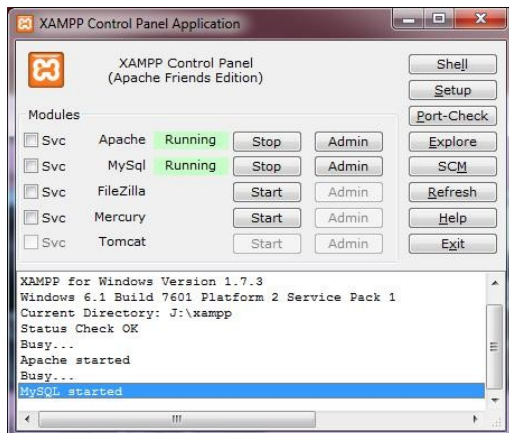 XAMPP Control Panel Application
XAMPP Control Panel
(Apache Friends Edition)
Shell
Setup
Modules
Port-Check
Svc Apache Running Stop Admin Explore
Svc MySql Running Stop Admin SCM
Svc FileZilla Start Admin Refresh
Svc Mercury Start Admin Help
Svc Tomcat Start Admin Exit
XAMPP for Windows Version 1.7.3
Windows 6.1 Build 7601 Platform 2 Service Pack 1
Current Directory: J:\xampp
Status Check OK
Busy...
Apache started
Busy...
MySQL started